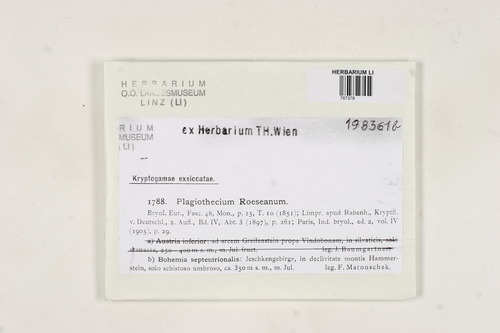 HERBARIUM LI
HERBARIUM
O.Ö. LANDESMUSEUM
LINZ (LI)
RIUM
MUSEUM
(LI)
ex Herbarium TH.Wien
Kryptogamae exsiccatae.
1788. Plagiothecium Roeseanum.
Bryol. Eur., Fasc. 48, Mon., p. 15, T. 10 (1851); Limpr. apud Rabenh., Kryptfl.
v. Deutschl., 2. Aufl., Bd. IV, Abt. 3 (1897), p. 261; Paris, Ind. bryol., ed. 2, vol. IV
(1905), p. 29.
a) Austria inferior: ad arcem Greifenstein prope Vindobonam, in silvaticis, solo
250—400 m s. m., m. Jul. fruct. leg. J. Baumgartner
b) Bohemia septentrionalis: Jeschkengebirge, in declivitate montis Hammer-
stein, solo schistoso umbroso, ca. 350 m s. m., m. Jul. leg. F. Matouschek.